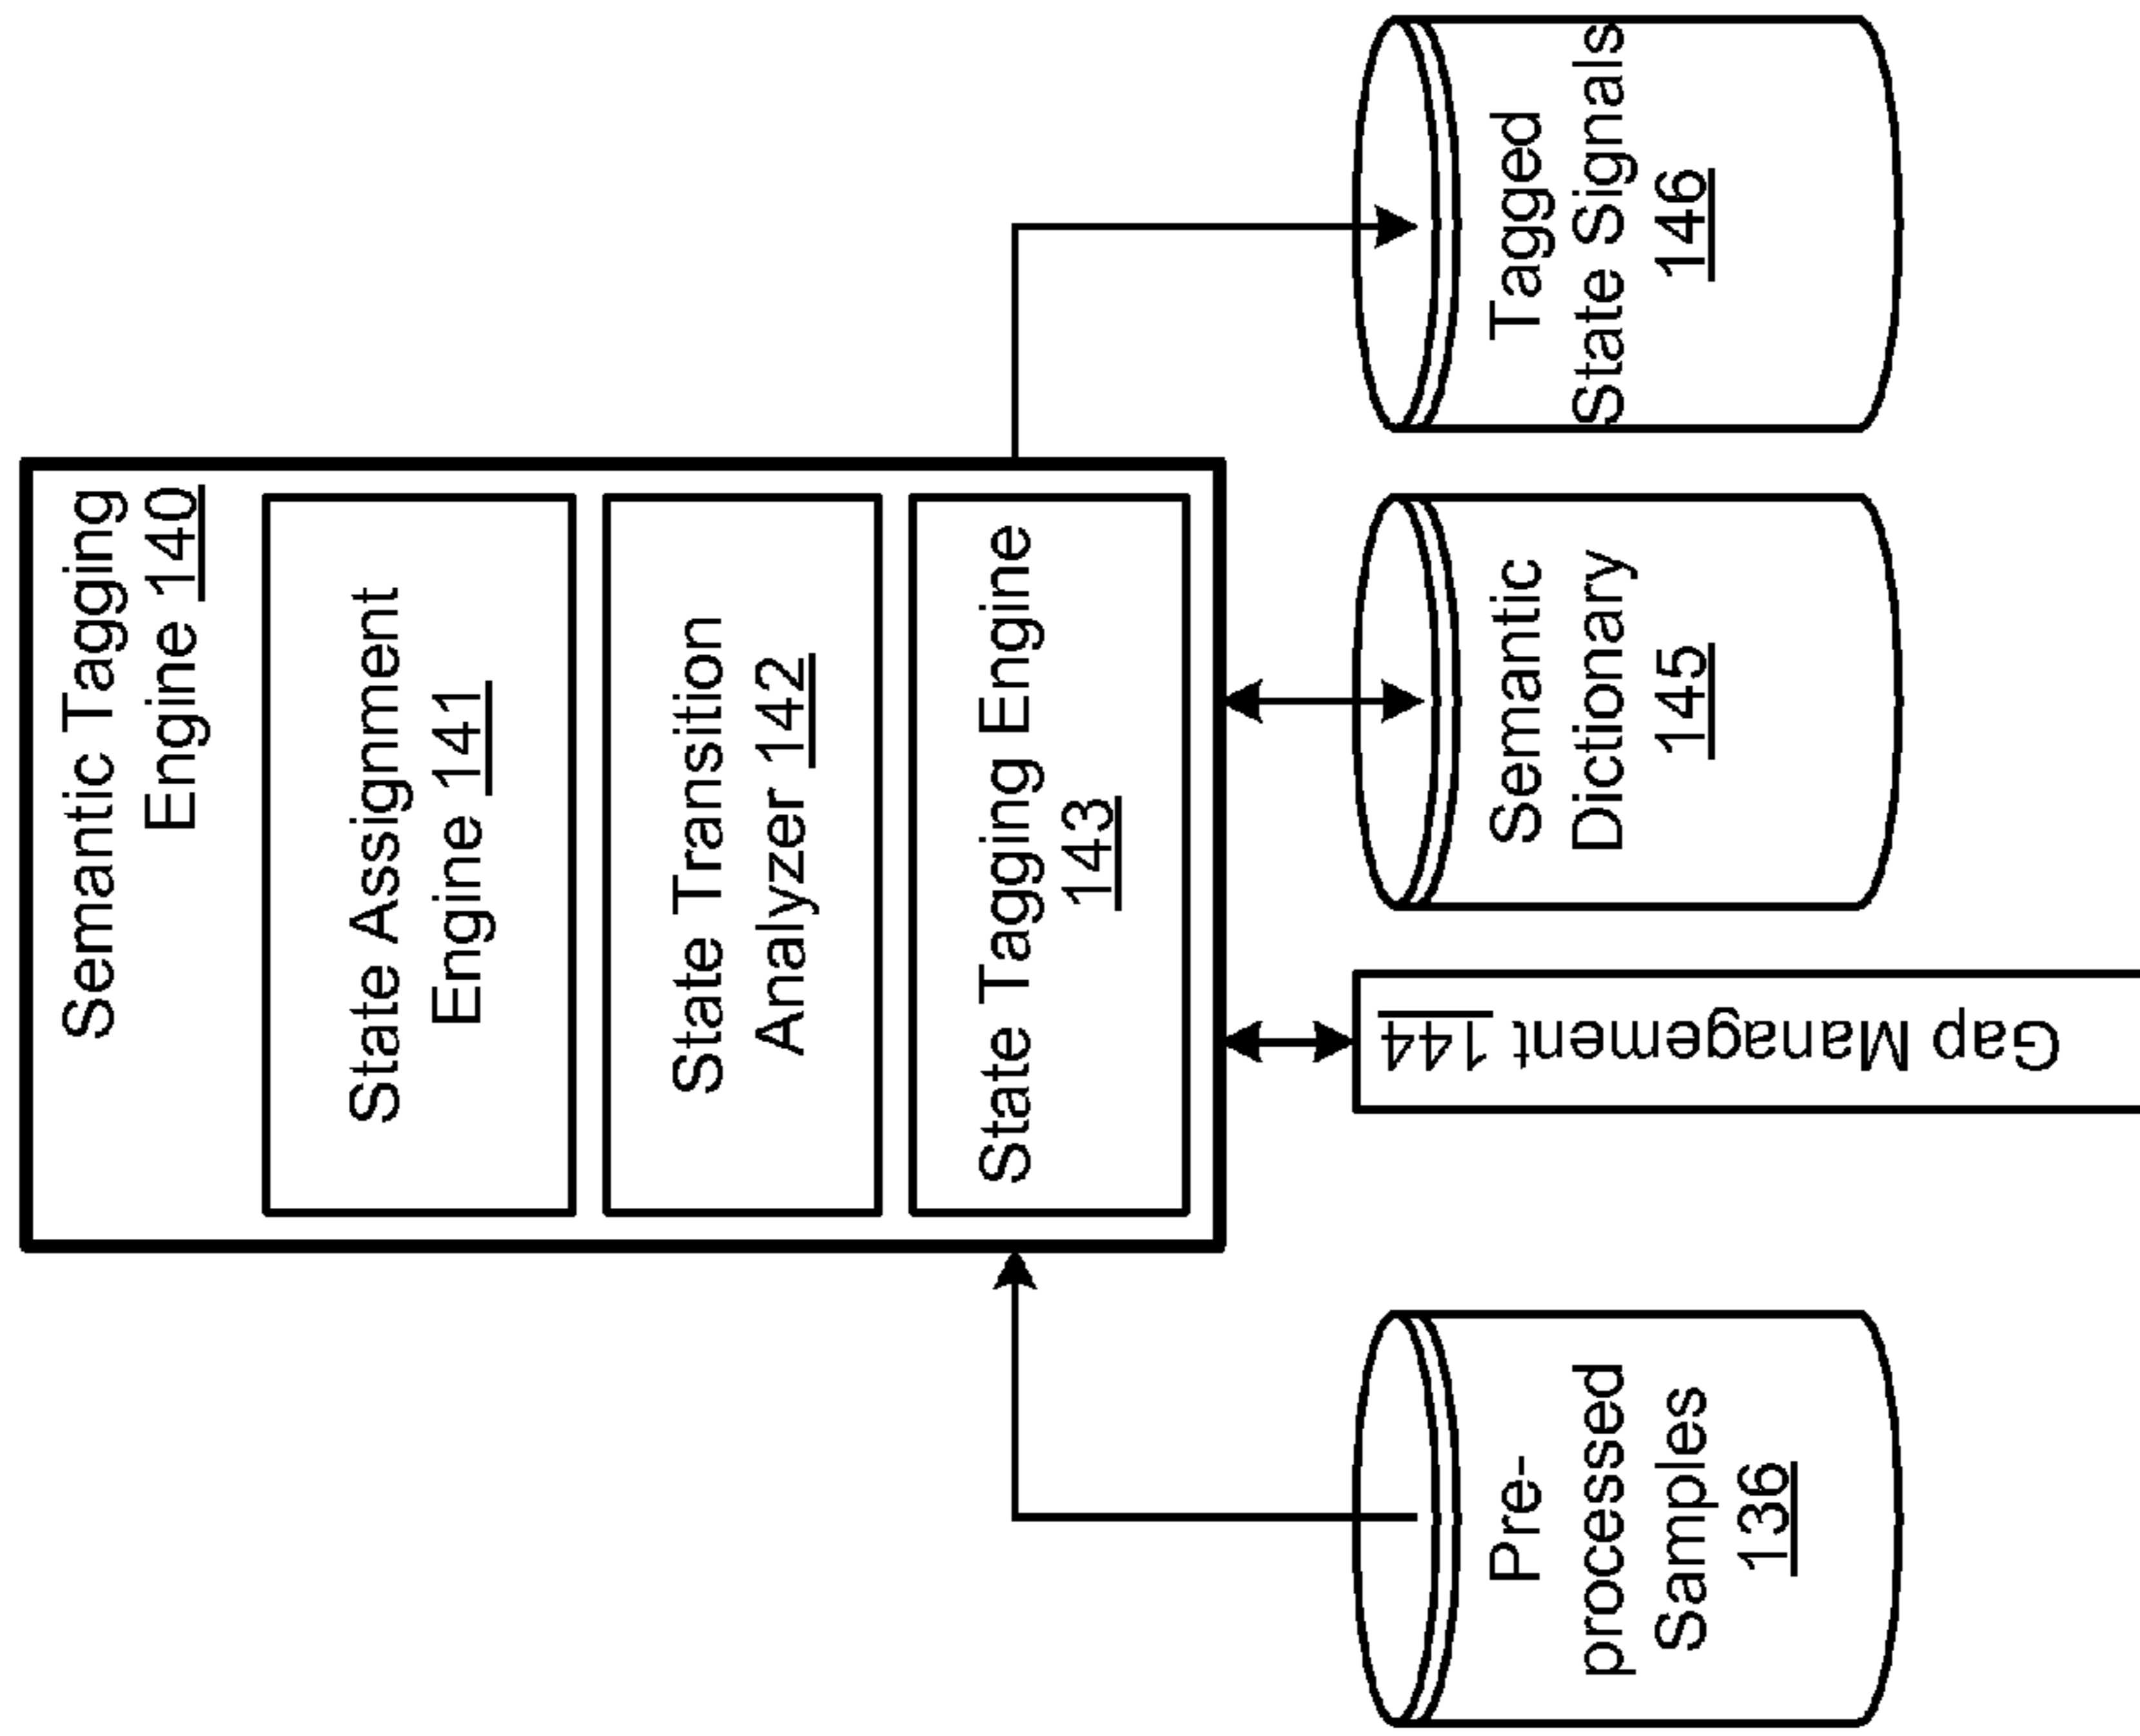 Semantic Tagging
Engine 140
State Assignment
Engine 141
State Transition
Analyzer 142
State Tagging Engine
143
Pre-
processed
Samples
136
Gap Management 144
Semantic
Dictionary
145
Tagged
State Signals
146